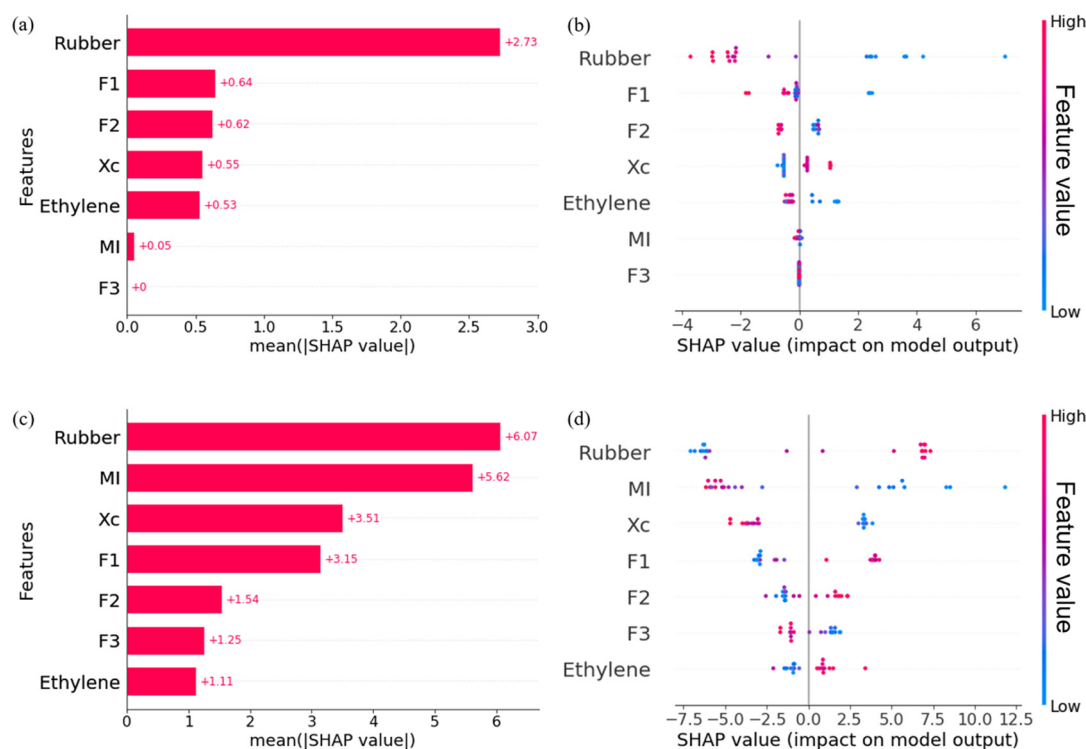 (a)
Features
Rubber
+2.73
F1
+0.64
F2
+0.62
Xc
+0.55
Ethylene
+0.53
MI
+0.05
F3
+0
0.0 0.5 1.0 1.5 2.0 2.5 3.0
mean(|SHAP value|)
(b)
Rubber
F1
F2
Xc
Ethylene
MI
F3
−4 −2 0 2 4 6
SHAP value (impact on model output)
High
Feature value
Low
(c)
Features
Rubber
+6.07
MI
+5.62
Xc
+3.51
F1
+3.15
F2
+1.54
F3
+1.25
Ethylene
+1.11
0 1 2 3 4 5 6
mean(|SHAP value|)
(d)
Rubber
MI
Xc
F1
F2
F3
Ethylene
−7.5 −5.0 −2.5 0.0 2.5 5.0 7.5 10.0 12.5
SHAP value (impact on model output)
High
Feature value
Low